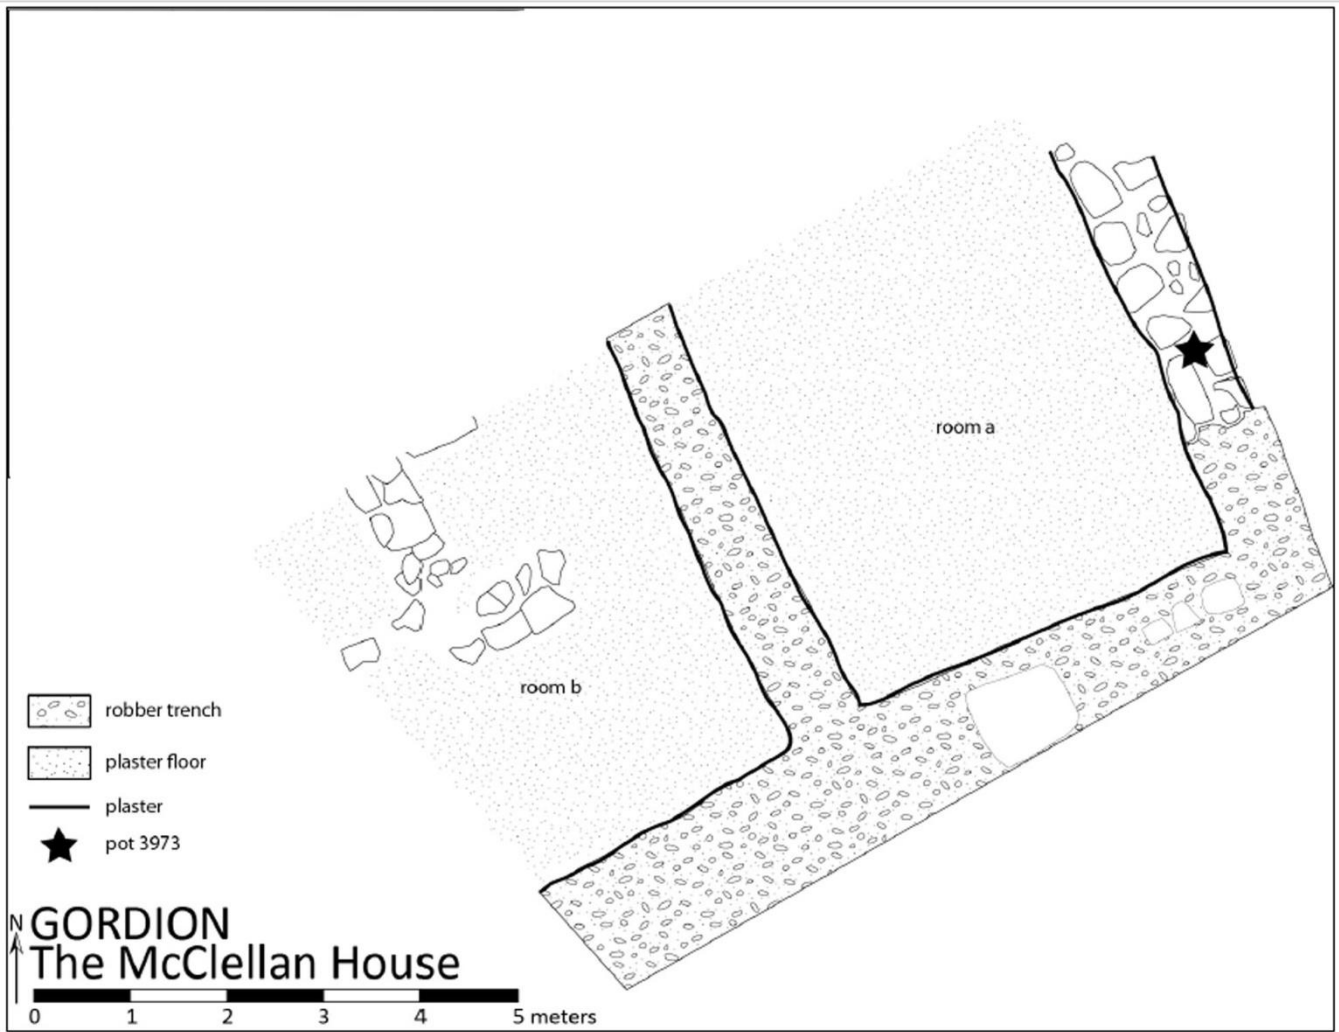 room a
room b
robber trench
plaster floor
plaster
pot 3973
N
GORDION
The McClellan House
0 1 2 3 4 5 meters